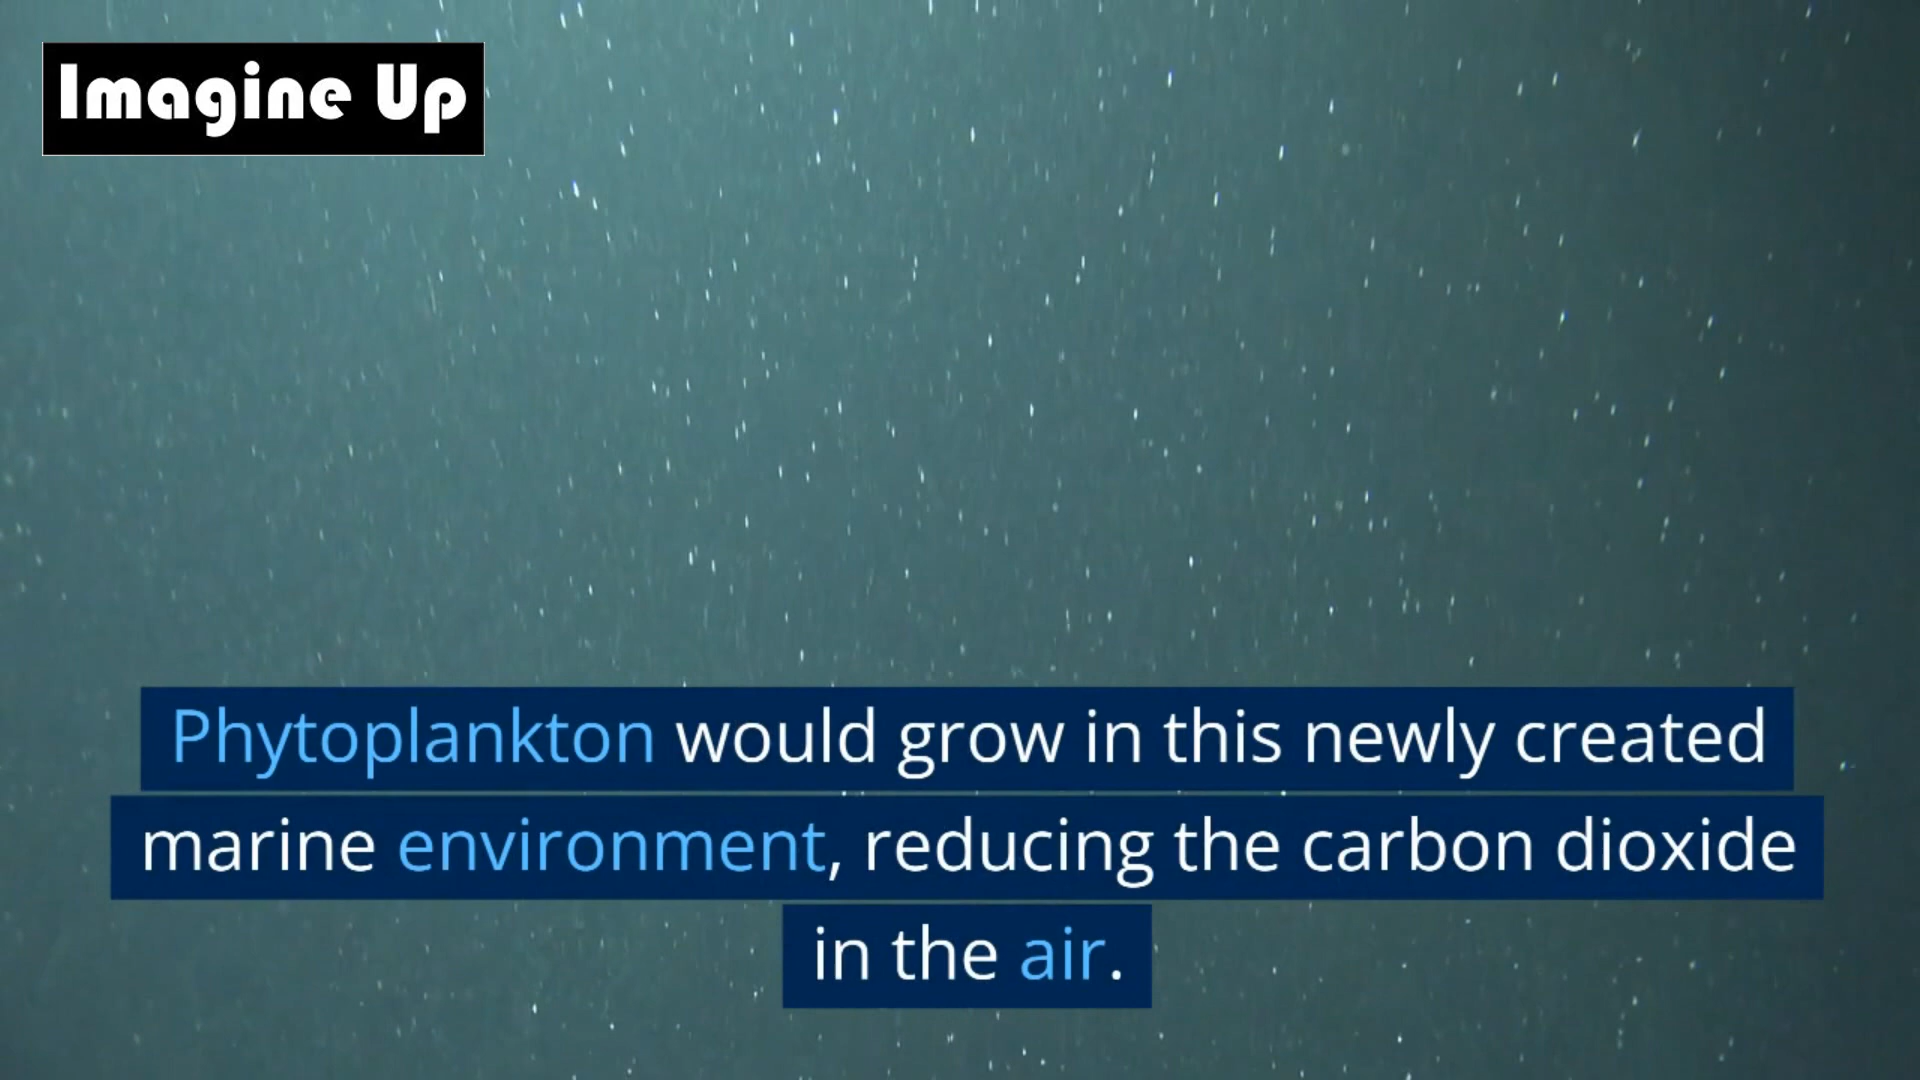 Imagine Up
Phytoplankton would grow in this newly created
marine environment, reducing the carbon dioxide
in the air.